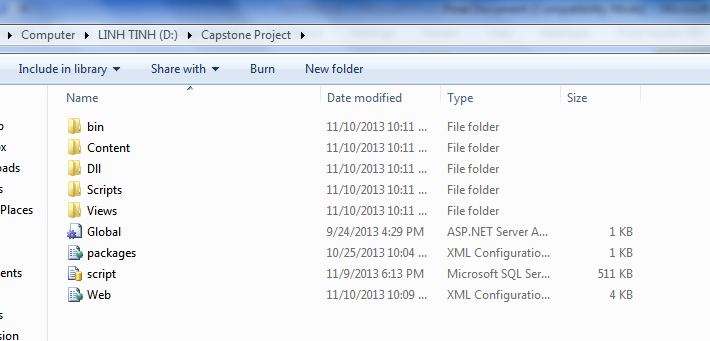 Computer LINH TINH (D:) Capstone Project
Include in library Share with Burn New folder
Name Date modified Type Size
bin 11/10/2013 10:11 ... File folder
Content 11/10/2013 10:11 ... File folder
oads Dll 11/10/2013 10:11 ... File folder
Scripts 11/10/2013 10:11 ... File folder
Places Views 11/10/2013 10:11 ... File folder
Global 9/24/2013 4:29 PM ASP.NET Server A... 1 KB
packages 10/25/2013 10:04 ... XML Configuratio... 1 KB
ents script 11/9/2013 6:13 PM Microsoft SQL Ser... 511 KB
Web 11/10/2013 10:09 ... XML Configuratio... 4 KB
sion